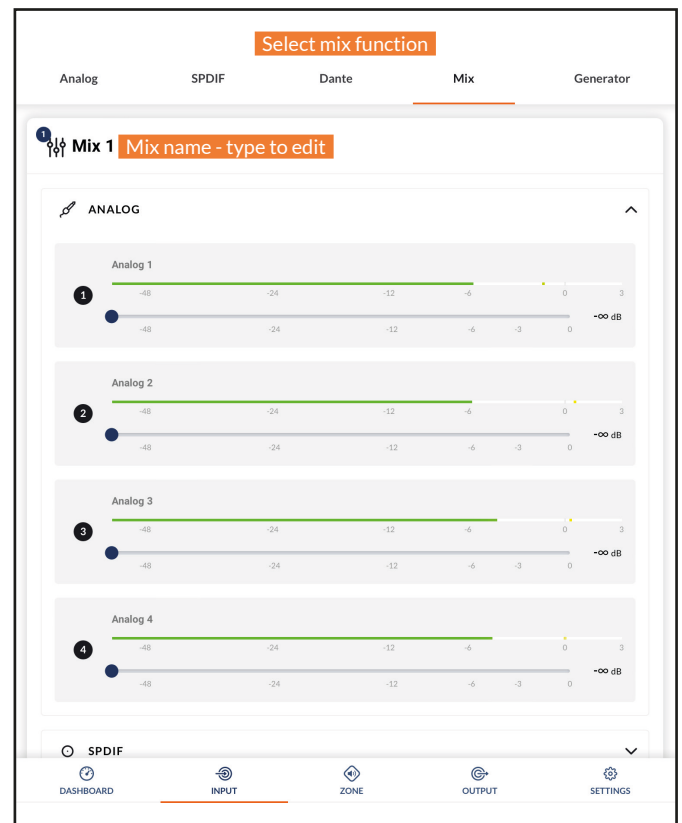 Select mix function
Analog SPDIF Dante Mix Generator
1
Mix 1 Mix name - type to edit
ANALOG
Analog 1
-48 -24 -12 -6 0 3
1
-∞ dB
-48 -24 -12 -6 -3 0
Analog 2
-48 -24 -12 -6 0 3
2
-∞ dB
-48 -24 -12 -6 -3 0
Analog 3
-48 -24 -12 -6 0 3
3
-∞ dB
-48 -24 -12 -6 -3 0
Analog 4
-48 -24 -12 -6 0 3
4
-∞ dB
-48 -24 -12 -6 -3 0
SPDIF
DASHBOARD INPUT ZONE OUTPUT SETTINGS